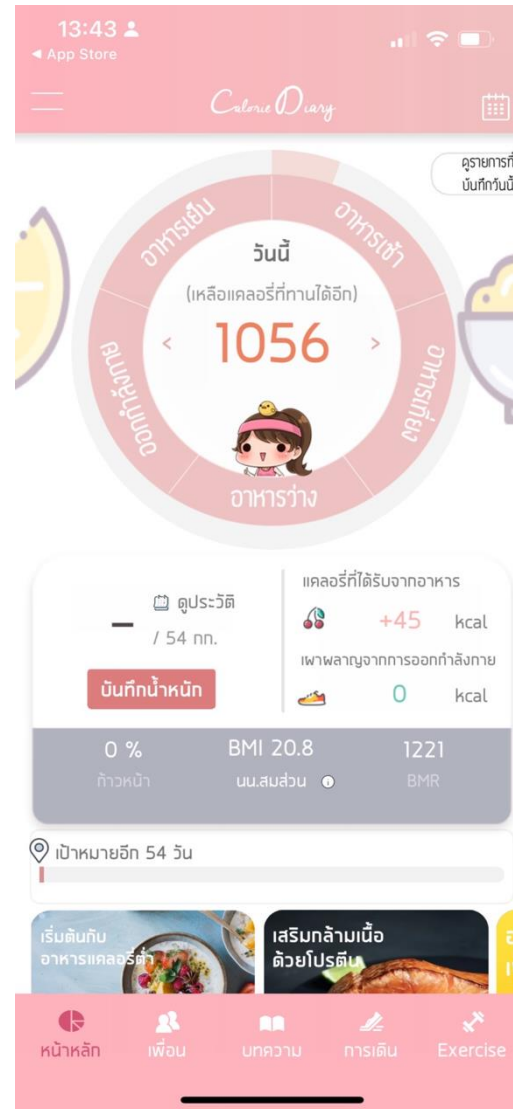 13:43
App Store
Calorie Diary
ดูรายการที่
บันทึกวันนี้
อาหารเย็น
อาหารเช้า
วันนี้
(เหลือแคลอรี่ที่ทานได้อีก)
< 1056 >
ออกกำลังกาย
อาหารเที่ยง
อาหารว่าง
– ดูประวัติ
/ 54 กก.
บันทึกน้ำหนัก
แคลอรี่ที่ได้รับจากอาหาร
+45 kcal
เผาผลาญจากการออกกำลังกาย
0 kcal
0 % BMI 20.8 1221
ก้าวหน้า นน.สมส่วน BMR
เป้าหมายอีก 54 วัน
เริ่มต้นกับ
อาหารแคลอรี่ต่ำ
เสริมกล้ามเนื้อ
ด้วยโปรตีน
หน้าหลัก เพื่อน บทความ การเดิน Exercise